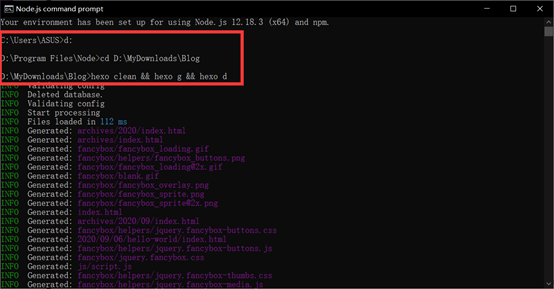 Node.js command prompt
Your environment has been set up for using Node.js 12.18.3 (x64) and npm.
C:\Users\ASUS>d:
D:\Program Files\Node>cd D:\MyDownloads\Blog
D:\MyDownloads\Blog>hexo clean && hexo g && hexo d
INFO  Validating config
INFO  Deleted database.
INFO  Validating config
INFO  Start processing
INFO  Files loaded in 112 ms
INFO  Generated: archives/2020/index.html
INFO  Generated: archives/index.html
INFO  Generated: fancybox/fancybox_loading.gif
INFO  Generated: fancybox/helpers/fancybox_buttons.png
INFO  Generated: fancybox/fancybox_loading@2x.gif
INFO  Generated: fancybox/blank.gif
INFO  Generated: fancybox/fancybox_overlay.png
INFO  Generated: fancybox/fancybox_sprite.png
INFO  Generated: fancybox/fancybox_sprite@2x.png
INFO  Generated: index.html
INFO  Generated: archives/2020/09/index.html
INFO  Generated: fancybox/helpers/jquery.fancybox-buttons.css
INFO  Generated: 2020/09/06/hello-world/index.html
INFO  Generated: fancybox/helpers/jquery.fancybox-buttons.js
INFO  Generated: fancybox/jquery.fancybox.css
INFO  Generated: js/script.js
INFO  Generated: fancybox/helpers/jquery.fancybox-thumbs.css
INFO  Generated: fancybox/helpers/jquery.fancybox-media.js